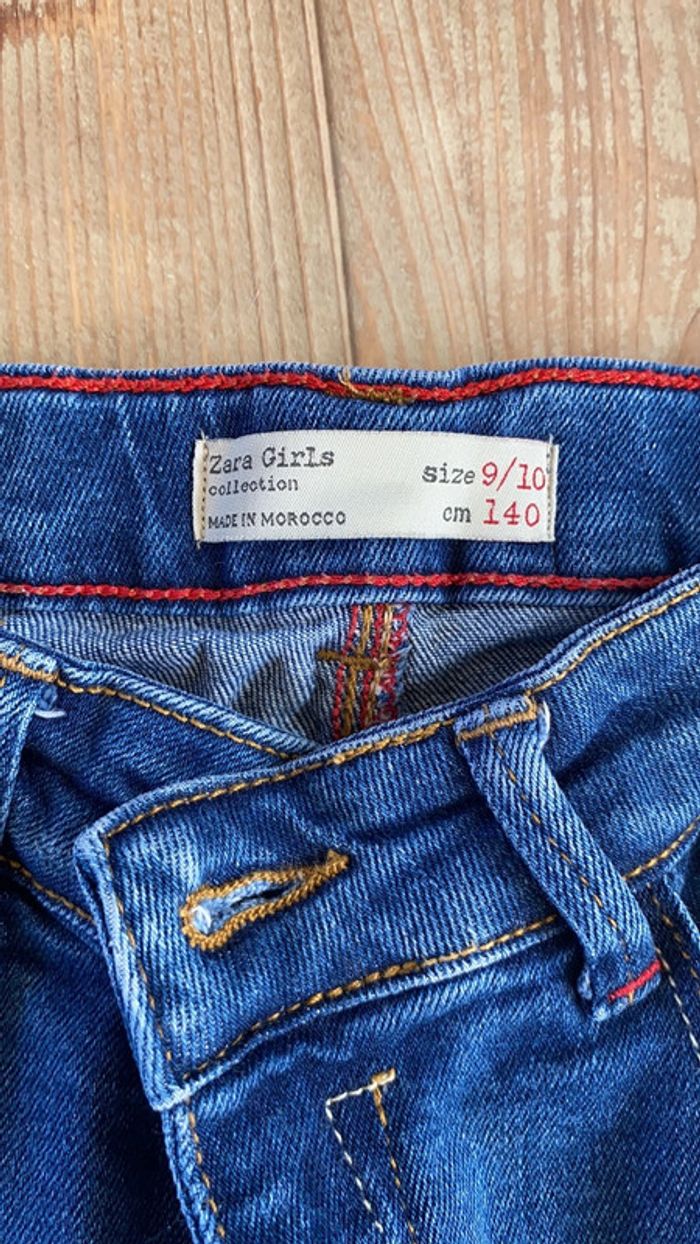 Zara Girls
collection
MADE IN MOROCCO
size 9/10
cm 140